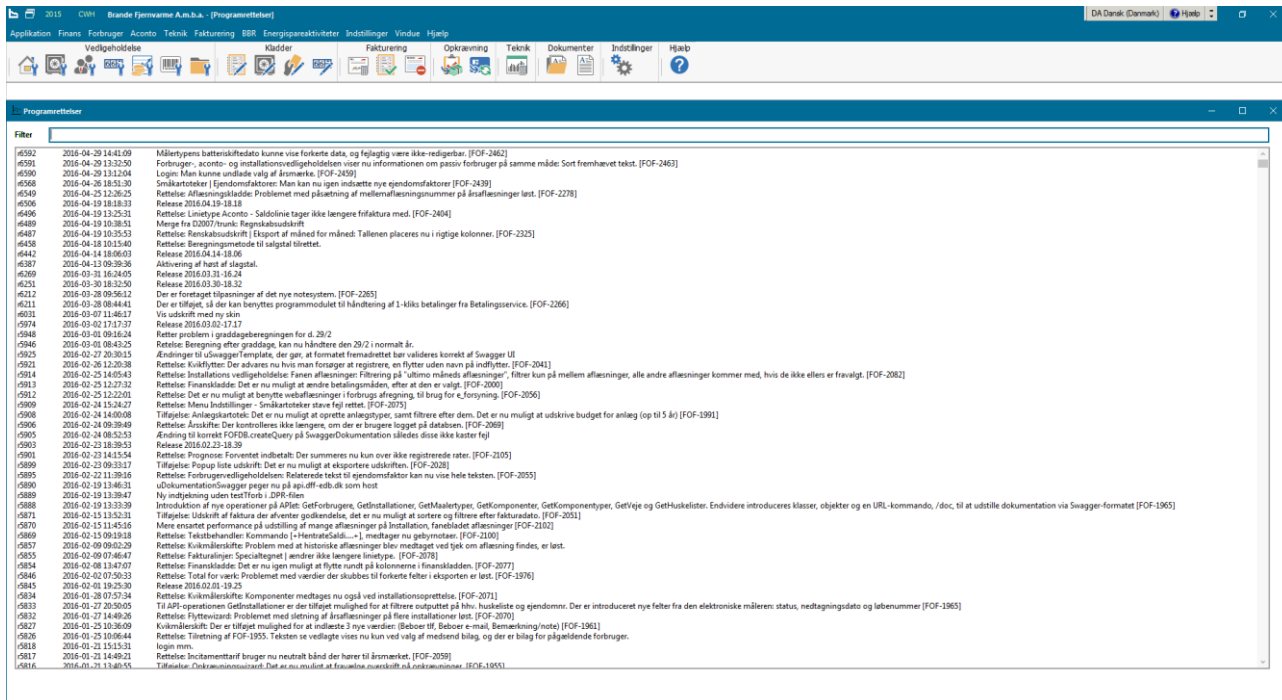 2015 CWH Brande Fjernvarme A.m.b.a. - [Programrettelser] DA Dansk (Danmark) Hjælp
Applikation Finans Forbruger Aconto Teknik Fakturering BBR Energispareaktiviteter Indstillinger Vindue Hjælp
Vedligeholdelse Kladder Fakturering Opkrævning Teknik Dokumenter Indstilinger Hjælp
Programrettelser
Filter
r6592 2016-04-29 14:41:09 Målertypens batteriskiftedato kunne vise forkerte data, og fejlagtig være ikke-redigerbar. [FOF-2462]
r6591 2016-04-29 13:32:50 Forbruger-, aconto- og installationsvedligeholdelsen viser nu informationen om passiv forbruger på samme måde: Sort fremhævet tekst. [FOF-2463]
r6590 2016-04-29 13:12:04 Login: Man kunne undlade valg af årsmærke. [FOF-2459]
r6568 2016-04-26 18:51:30 Småkartoteker | Ejendomsfaktorer: Man kan nu igen indsætte nye ejendomsfaktorer [FOF-2439]
r6549 2016-04-25 12:26:25 Rettelse: Aflæsningskladde: Problemet med påsætning af mellemaflæsningsnummer på årsaflæsninger løst. [FOF-2278]
r6506 2016-04-19 18:18:33 Release 2016.04.19-18.18
r6496 2016-04-19 13:25:31 Rettelse: Linietype Aconto - Saldolinie tager ikke længere frifaktura med. [FOF-2404]
r6489 2016-04-19 10:38:51 Merge fra D2007/trunk: Regnskabsudskrift
r6487 2016-04-19 10:35:53 Rettelse: Renskabsudskrift | Eksport af måned for måned: Tallenen placeres nu i rigtige kolonner. [FOF-2325]
r6458 2016-04-18 10:15:40 Rettelse: Beregningsmetode til salgstal tilrettet.
r6442 2016-04-14 18:06:03 Release 2016.04.14-18.06
r6387 2016-04-13 09:39:36 Aktivering af høst af slagstal.
r6269 2016-03-31 16:24:05 Release 2016.03.31-16.24
r6251 2016-03-30 18:32:50 Release 2016.03.30-18.32
r6212 2016-03-28 09:56:12 Der er foretaget tilpasninger af det nye notesystem. [FOF-2265]
r6211 2016-03-28 08:44:41 Der er tilføjet, så der kan benyttes programmodulet til håndtering af 1-kliks betalinger fra Betalingsservice. [FOF-2266]
r6031 2016-03-07 11:46:17 Vis udskrift med ny skin
r5974 2016-03-02 17:17:37 Release 2016.03.02-17.17
r5948 2016-03-01 09:16:24 Retter problem i graddageberegningen for d. 29/2
r5946 2016-03-01 08:43:25 Retelse: Beregning efter graddage, kan nu håndtere den 29/2 i normalt år.
r5925 2016-02-27 20:30:15 Ændringer til uSwaggerTemplate, der gør, at formatet fremadrettet bør valideres korrekt af Swagger UI
r5921 2016-02-26 12:20:38 Rettelse: Kvikflytter: Der advares nu hvis man forsøger at registrere, en flytter uden navn på indflytter. [FOF-2041]
r5914 2016-02-25 14:05:43 Rettelse: Installations vedligeholdelse: Fanen aflæsninger: Filtrering på "ultimo måneds aflæsninger", filtrer kun på mellem aflæsninger, alle andre aflæsninger kommer med, hvis de ikke ellers er fravalgt. [FOF-2082]
r5913 2016-02-25 12:27:32 Rettelse: Finanskladde: Det er nu muligt at ændre betalingsmåden, efter at den er valgt. [FOF-2000]
r5912 2016-02-25 12:22:01 Rettelse: Det er nu muligt at benytte webaflæsninger i forbrugs afregning, til brug for e_forsyning. [FOF-2056]
r5909 2016-02-24 15:24:27 Rettelse: Menu Indstillinger - Småkartoteker stave fejl rettet. [FOF-2075]
r5908 2016-02-24 14:00:08 Tilføjelse: Anlægskartotek: Det er nu muligt at oprette anlægstyper, samt filtrere efter dem. Det er nu muligt at udskrive budget for anlæg (op til 5 år) [FOF-1991]
r5906 2016-02-24 09:39:49 Rettelse: Årsskifte: Der kontrolleres ikke længere, om der er brugere logget på databsen. [FOF-2069]
r5905 2016-02-24 08:52:53 Ændring til korrekt FOFDB.createQuery på SwaggerDokumentation således disse ikke kaster fejl
r5903 2016-02-23 18:39:53 Release 2016.02.23-18.39
r5901 2016-02-23 14:15:54 Rettelse: Prognose: Forventet indbetalt: Der summeres nu kun over ikke registrerede rater. [FOF-2105]
r5899 2016-02-23 09:33:17 Tilføjelse: Popup liste udskrift: Det er nu muligt at eksportere udskriften. [FOF-2028]
r5895 2016-02-22 11:39:16 Rettelse: Forbrugervedligeholdelsen: Relaterede tekst til ejendomsfaktor kan nu vise hele teksten. [FOF-2055]
r5890 2016-02-19 13:46:31 uDokumentationSwagger peger nu på api.dff-edb.dk som host
r5889 2016-02-19 13:39:47 Ny indtjekning uden testTforb i .DPR-filen
r5888 2016-02-19 13:33:39 Introduktion af nye operationer på APIet: GetForbrugere, GetInstallationer, GetMaalertyper, GetKomponenter, GetKomponentyper, GetVeje og GetHuskelister. Endvidere introduceres klasser, objekter og en URL-kommando, /doc, til at udstille dokumentation via Swagger-formatet [FOF-1965]
r5871 2016-02-15 13:52:31 Tilføjelse: Udskrift af faktura der afventer godkendelse, det er nu muligt at sortere og filtrere efter fakturadato. [FOF-2051]
r5870 2016-02-15 11:45:16 Mere ensartet performance på udstilling af mange aflæsninger på Installation, fanebladet aflæsninger [FOF-2102]
r5869 2016-02-15 09:19:18 Rettelse: Tekstbehandler: Kommando [+HentrateSaldi....+], medtager nu gebyrnotaer. [FOF-2100]
r5857 2016-02-09 09:02:29 Rettelse: Kvikmålerskifte: Problem med at historiske aflæsninger blev medtaget ved tjek om aflæsning findes, er løst.
r5855 2016-02-09 07:46:47 Rettelse: Fakturalinjer: Specialtegnet | ændrer ikke længere linietype. [FOF-2078]
r5854 2016-02-08 13:47:07 Rettelse: Finanskladde: Det er nu igen muligt at flytte rundt på kolonnerne i finanskladden. [FOF-2077]
r5846 2016-02-02 07:50:33 Rettelse: Total for værk: Problemet med værdier der skubbes til forkerte felter i eksporten er løst. [FOF-1976]
r5845 2016-02-01 19:25:30 Release 2016.02.01-19.25
r5834 2016-01-28 07:57:34 Rettelse: Kvikmålerskifte: Komponenter medtages nu også ved installationsoprettelse. [FOF-2071]
r5833 2016-01-27 20:50:05 Til API-operationen GetInstallationer er der tilføjet mulighed for at filtrere outputtet på hhv. huskeliste og ejendomnr. Der er introduceret nye felter fra den elektroniske måleren: status, nedtagningsdato og løbenummer [FOF-1965]
r5832 2016-01-27 14:49:26 Rettelse: Flyttewizard: Problemet med sletning af årsaflæsninger på flere installationer løst. [FOF-2070]
r5827 2016-01-25 10:36:09 Kvikmålerskift: Der er tilføjet mulighed for at indlæste 3 nye værdier: (Beboer tlf, Beboer e-mail, Bemærkning/note) [FOF-1961]
r5826 2016-01-25 10:06:44 Rettelse: Tilretning af FOF-1955. Teksten se vedlagte vises nu kun ved valg af medsend bilag, og der er bilag for pågældende forbruger.
r5818 2016-01-21 15:15:31 login mm.
r5817 2016-01-21 14:49:21 Rettelse: Incitamenttarif bruger nu neutralt bånd der hører til årsmærket. [FOF-2059]
r5816 2016-01-21 13:40:55 Tilføjelse: Opkrævningswizard: Det er nu muligt at fravælge overskrift på opkrævninger. [FOF-1955]